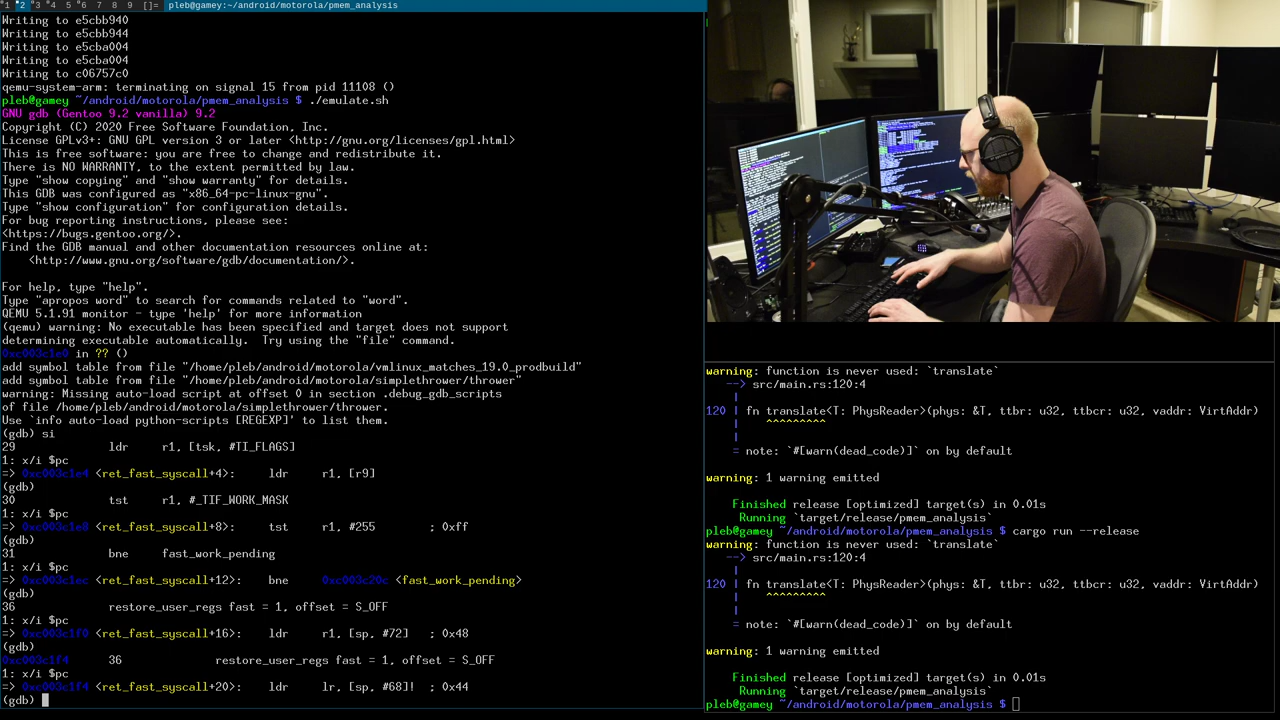 1 2 3 4 5 6 7 8 9 []= pleb@gamey:~/android/motorola/pmem_analysis
Writing to e5cbb940
Writing to e5cbb944
Writing to e5cba004
Writing to e5cba004
Writing to c06757c0
qemu-system-arm: terminating on signal 15 from pid 11108 ()
pleb@gamey ~/android/motorola/pmem_analysis $ ./emulate.sh
GNU gdb (Gentoo 9.2 vanilla) 9.2
Copyright (C) 2020 Free Software Foundation, Inc.
License GPLv3+: GNU GPL version 3 or later <http://gnu.org/licenses/gpl.html>
This is free software: you are free to change and redistribute it.
There is NO WARRANTY, to the extent permitted by law.
Type "show copying" and "show warranty" for details.
This GDB was configured as "x86_64-pc-linux-gnu".
Type "show configuration" for configuration details.
For bug reporting instructions, please see:
<https://bugs.gentoo.org/>.
Find the GDB manual and other documentation resources online at:
    <http://www.gnu.org/software/gdb/documentation/>.
For help, type "help".
Type "apropos word" to search for commands related to "word".
QEMU 5.1.91 monitor - type 'help' for more information
(qemu) warning: No executable has been specified and target does not support
determining executable automatically.  Try using the "file" command.
0xc003c1e0 in ?? ()
add symbol table from file "/home/pleb/android/motorola/vmlinux_matches_19.0_prodbuild"
add symbol table from file "/home/pleb/android/motorola/simplethrower/thrower"
warning: Missing auto-load script at offset 0 in section .debug_gdb_scripts
of file /home/pleb/android/motorola/simplethrower/thrower.
Use `info auto-load python-scripts [REGEXP]' to list them.
(gdb) si
29 ldr r1, [tsk, #TI_FLAGS]
1: x/i $pc
=> 0xc003c1e4 <ret_fast_syscall+4>: ldr r1, [r9]
(gdb)
30 tst r1, #_TIF_WORK_MASK
1: x/i $pc
=> 0xc003c1e8 <ret_fast_syscall+8>: tst r1, #255 ; 0xff
(gdb)
31 bne fast_work_pending
1: x/i $pc
=> 0xc003c1ec <ret_fast_syscall+12>: bne 0xc003c20c <fast_work_pending>
(gdb)
36 restore_user_regs fast = 1, offset = S_OFF
1: x/i $pc
=> 0xc003c1f0 <ret_fast_syscall+16>: ldr r1, [sp, #72] ; 0x48
(gdb)
0xc003c1f4 36 restore_user_regs fast = 1, offset = S_OFF
1: x/i $pc
=> 0xc003c1f4 <ret_fast_syscall+20>: ldr lr, [sp, #68]! ; 0x44
(gdb)
warning: function is never used: `translate`
--> src/main.rs:120:4
|
120 | fn translate<T: PhysReader>(phys: &T, ttbr: u32, ttbcr: u32, vaddr: VirtAddr)
| ^^^^^^^^^
|
= note: `#[warn(dead_code)]` on by default
warning: 1 warning emitted
Finished release [optimized] target(s) in 0.01s
Running `target/release/pmem_analysis`
pleb@gamey ~/android/motorola/pmem_analysis $ cargo run --release
warning: function is never used: `translate`
--> src/main.rs:120:4
|
120 | fn translate<T: PhysReader>(phys: &T, ttbr: u32, ttbcr: u32, vaddr: VirtAddr)
| ^^^^^^^^^
|
= note: `#[warn(dead_code)]` on by default
warning: 1 warning emitted
Finished release [optimized] target(s) in 0.01s
Running `target/release/pmem_analysis`
pleb@gamey ~/android/motorola/pmem_analysis $